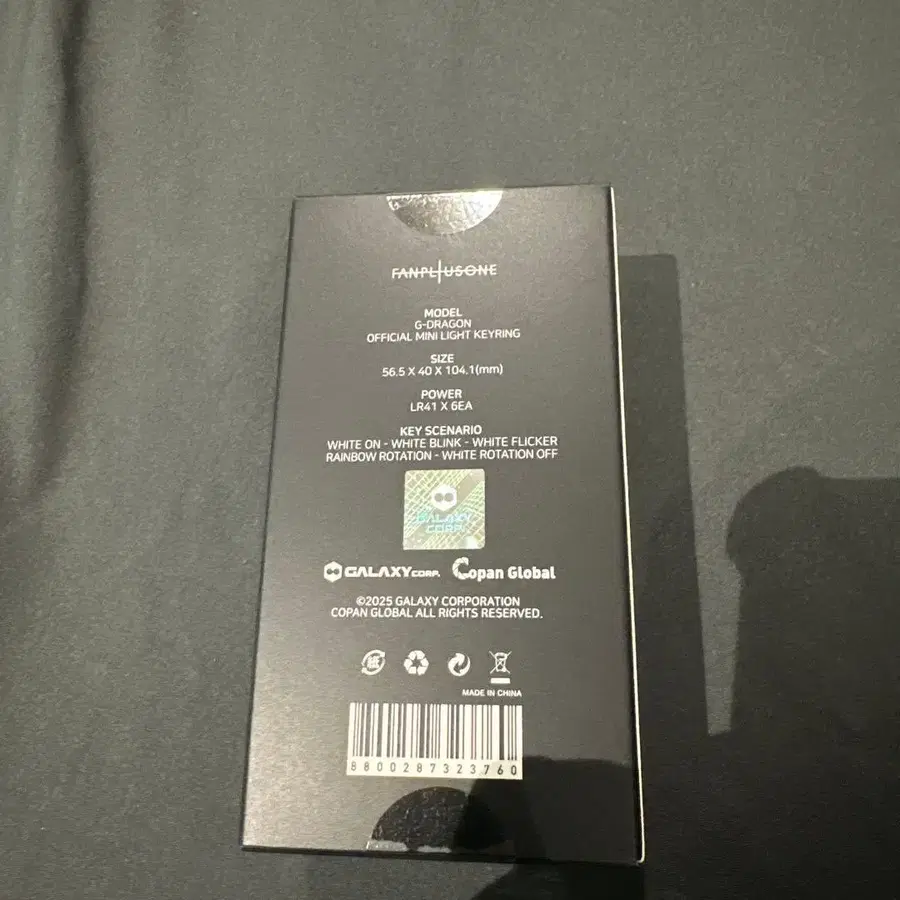 FANPLUSONE
MODEL
G-DRAGON
OFFICIAL MINI LIGHT KEYRING
SIZE
56.5 X 40 X 104.1(mm)
POWER
LR41 X 6EA
KEY SCENARIO
WHITE ON - WHITE BLINK - WHITE FLICKER
RAINBOW ROTATION - WHITE ROTATION OFF
GALAXY
CORP.
GALAXY CORP. Copan Global
©2025 GALAXY CORPORATION
COPAN GLOBAL ALL RIGHTS RESERVED.
MADE IN CHINA
8800287323760